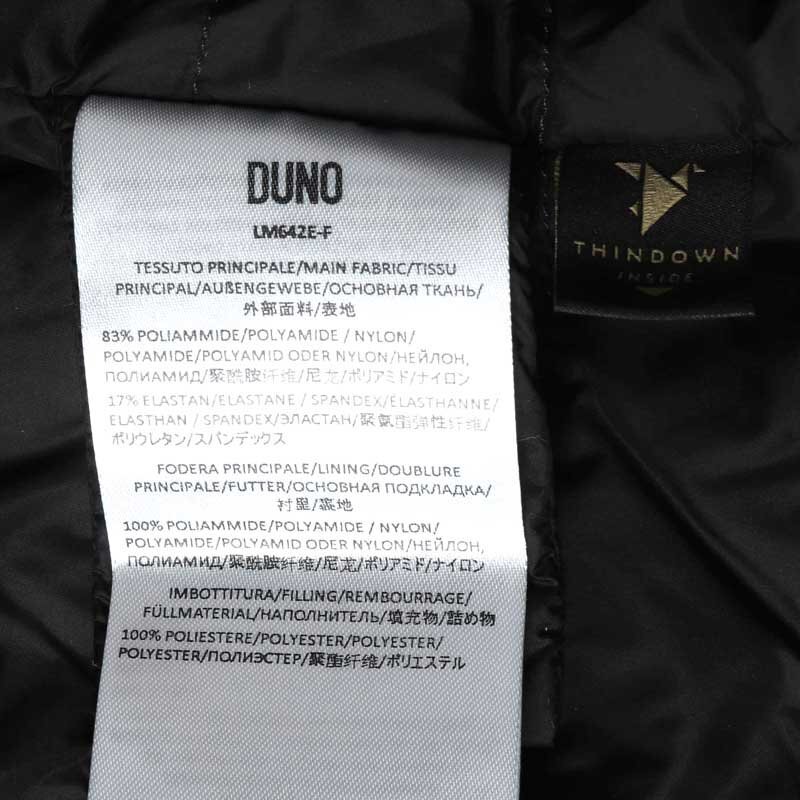 DUNO
LM642E-F
TESSUTO PRINCIPALE/MAIN FABRIC/TISSU
PRINCIPAL/AUßENGEWEBE/ОСНОВНАЯ ТКАНЬ/
外部面料/表地
83% POLIAMMIDE/POLYAMIDE / NYLON/
POLYAMIDE/POLYAMID ODER NYLON/НЕЙЛОН,
ПОЛИАМИД/聚酰胺纤维/尼龙/ポリアミド/ナイロン
17% ELASTAN/ELASTANE / SPANDEX/ÉLASTHANNE/
ELASTHAN / SPANDEX/ЭЛАСТАН/聚氨酯弹性纤维/
ポリウレタン/スパンデックス
FODERA PRINCIPALE/LINING/DOUBLURE
PRINCIPALE/FUTTER/ОСНОВНАЯ ПОДКЛАДКА/
衬里/裏地
100% POLIAMMIDE/POLYAMIDE / NYLON/
POLYAMIDE/POLYAMID ODER NYLON/НЕЙЛОН,
ПОЛИАМИД/聚酰胺纤维/尼龙/ポリアミド/ナイロン
IMBOTTITURA/FILLING/REMBOURRAGE/
FÜLLMATERIAL/НАПОЛНИТЕЛЬ/填充物/詰め物
100% POLIESTERE/POLYESTER/POLYESTER/
POLYESTER/ПОЛИЭСТЕР/聚酯纤维/ポリエステル
THINDOWN
INSIDE